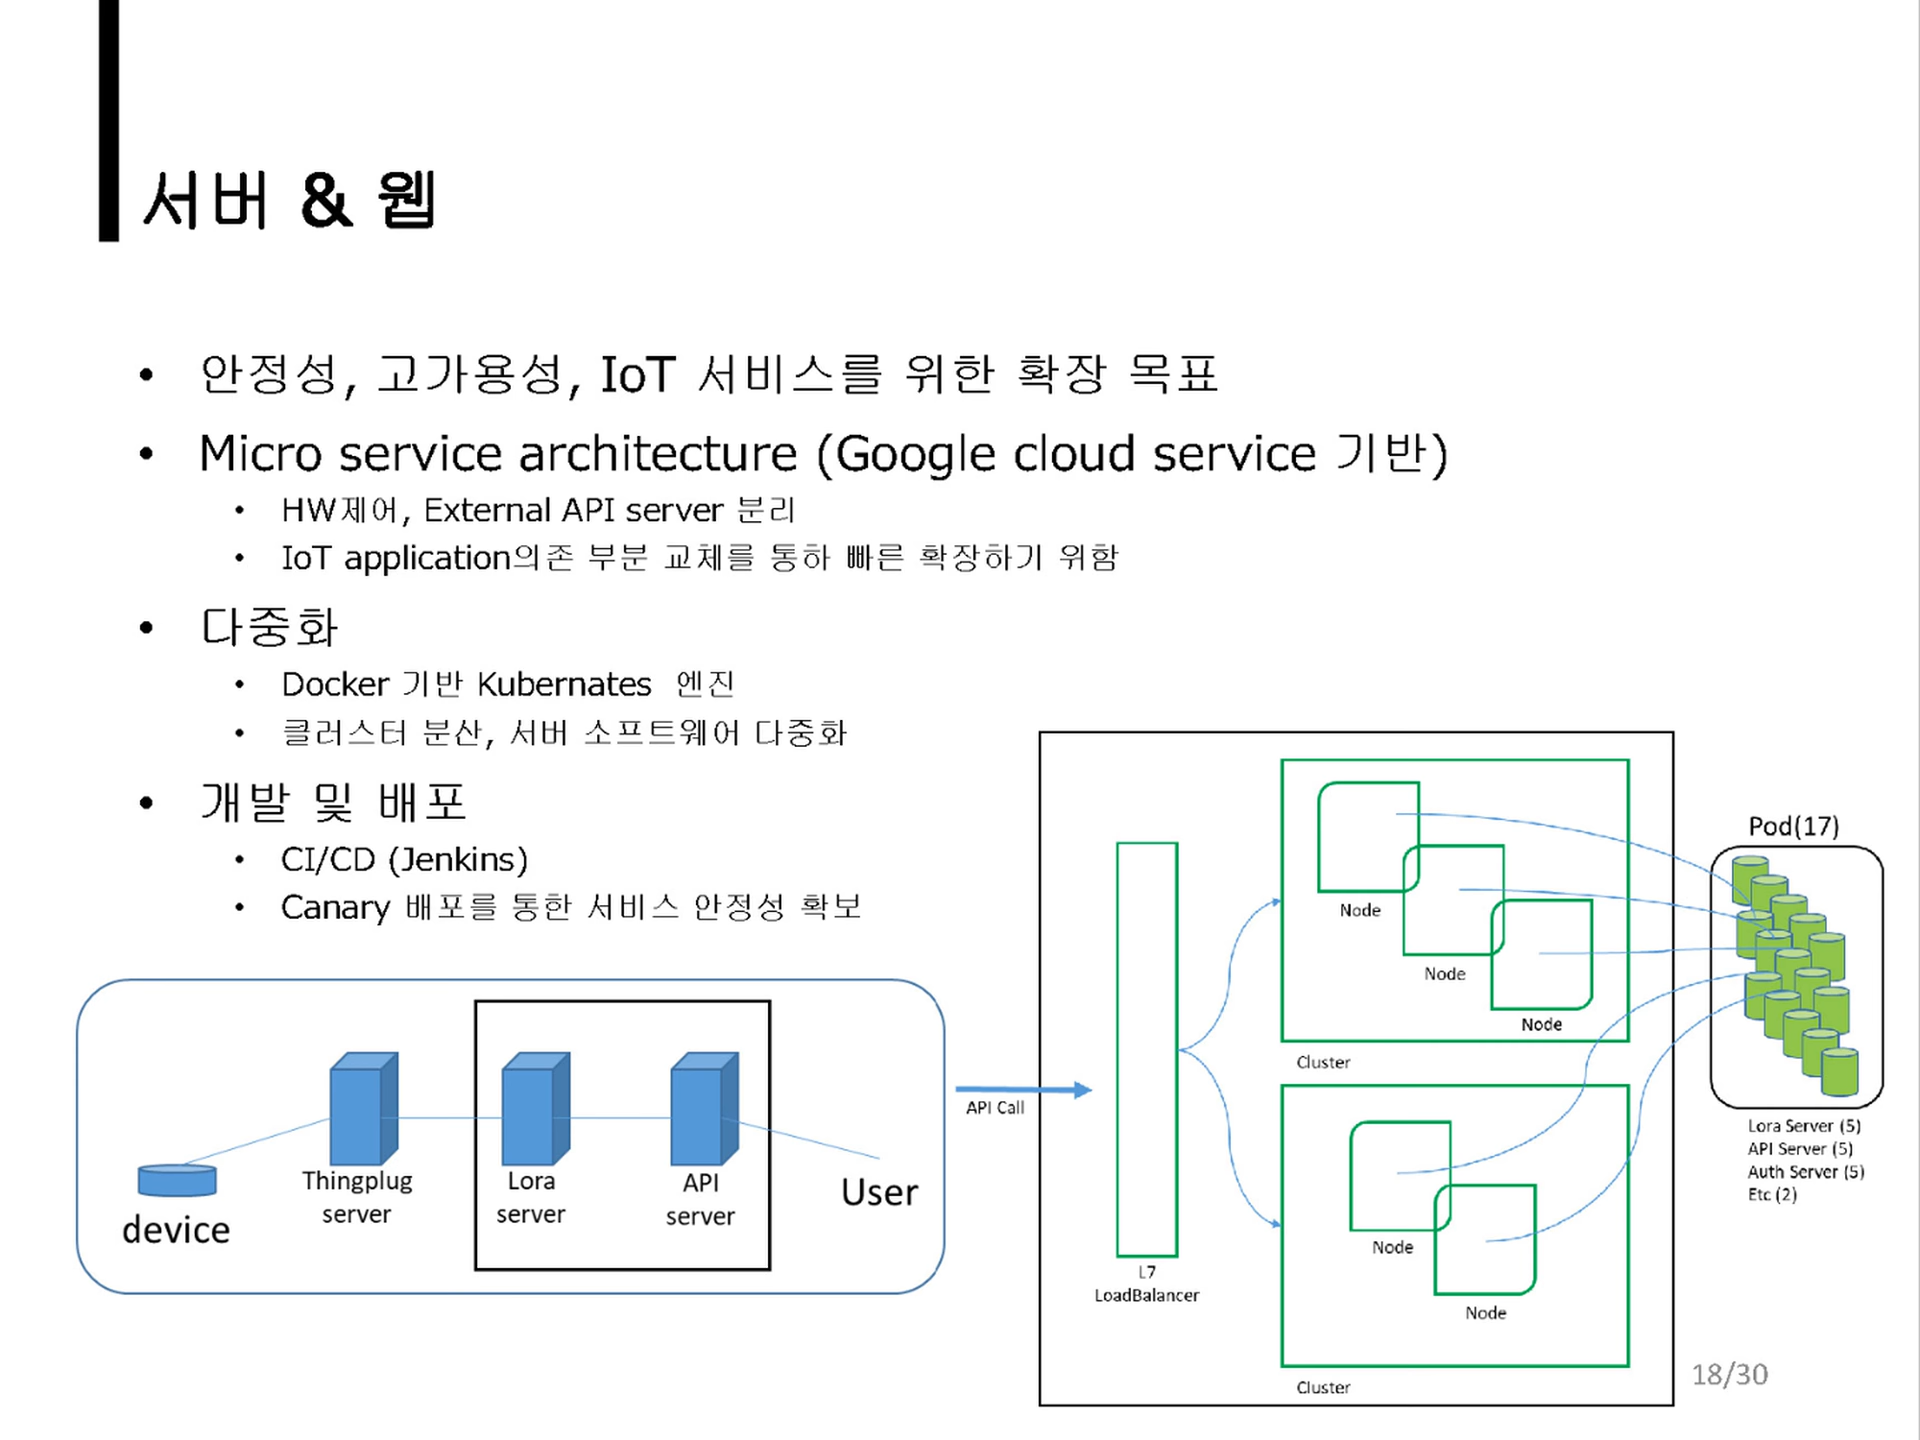 서버 & 웹
• 안정성, 고가용성, IoT 서비스를 위한 확장 목표
• Micro service architecture (Google cloud service 기반)
• HW제어, External API server 분리
• IoT application의존 부분 교체를 통하 빠른 확장하기 위함
• 다중화
• Docker 기반 Kubernates 엔진
• 클러스터 분산, 서버 소프트웨어 다중화
• 개발 및 배포
• CI/CD (Jenkins)
• Canary 배포를 통한 서비스 안정성 확보
device
Thingplug
server
Lora
server
API
server
User
API Call
L7
LoadBalancer
Node
Node
Node
Cluster
Node
Node
Cluster
Pod(17)
Lora Server (5)
API Server (5)
Auth Server (5)
Etc (2)
18/30